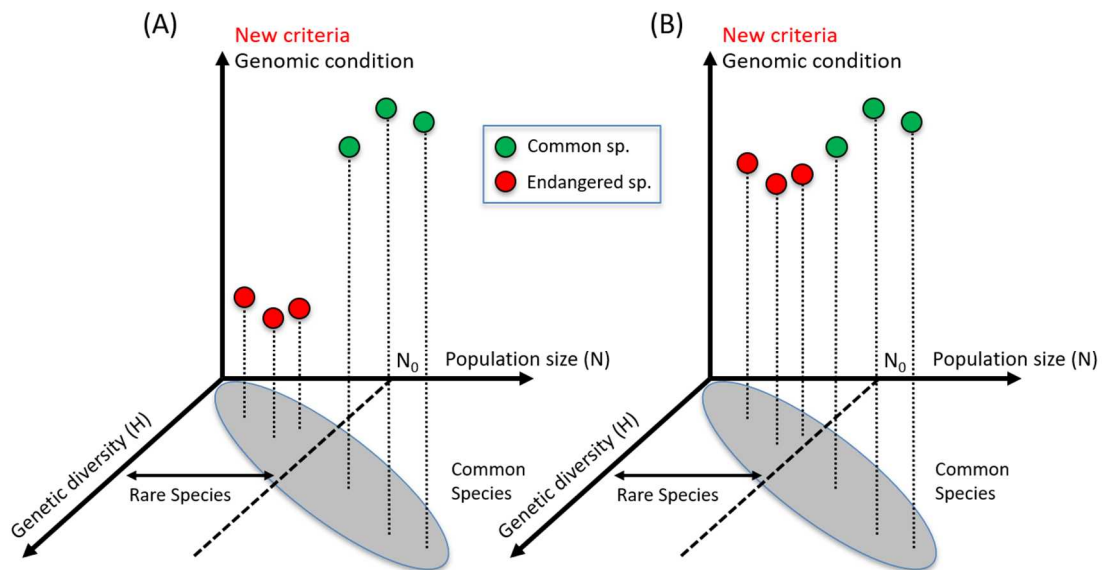 (A)
New criteria
Genomic condition
Common sp.
Endangered sp.
N₀
Population size (N)
Genetic diversity (H)
Rare Species
Common
Species
(B)
New criteria
Genomic condition
N₀
Population size (N)
Genetic diversity (H)
Rare Species
Common
Species